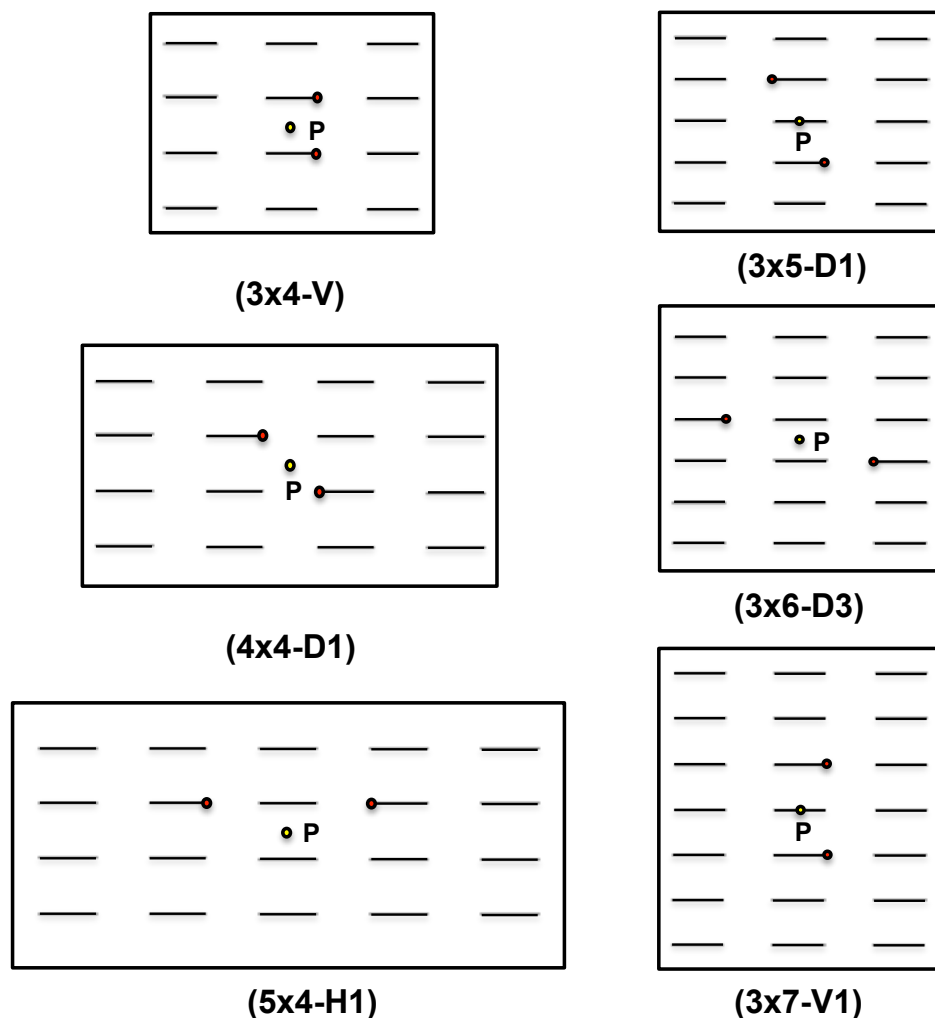 P
(3x4-V)
P
(3x5-D1)
P
(4x4-D1)
P
(3x6-D3)
P
(5x4-H1)
P
(3x7-V1)